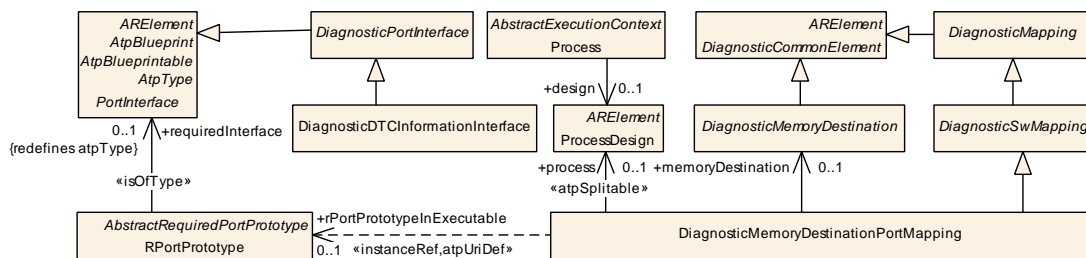 ARElement
AtpBlueprint
AtpBlueprintable
AtpType
PortInterface
DiagnosticPortInterface
AbstractExecutionContext
Process
ARElement
DiagnosticCommonElement
DiagnosticMapping
+design 0..1
DiagnosticDTCInformationInterface
ARElement
ProcessDesign
DiagnosticMemoryDestination
DiagnosticSwMapping
0..1 +requiredInterface
{redefines atpType}
+process 0..1
+memoryDestination 0..1
«isOfType»
«atpSplitable»
AbstractRequiredPortPrototype
RPortPrototype
+rPortPrototypeInExecutable
0..1 «instanceRef,atpUriDef»
DiagnosticMemoryDestinationPortMapping